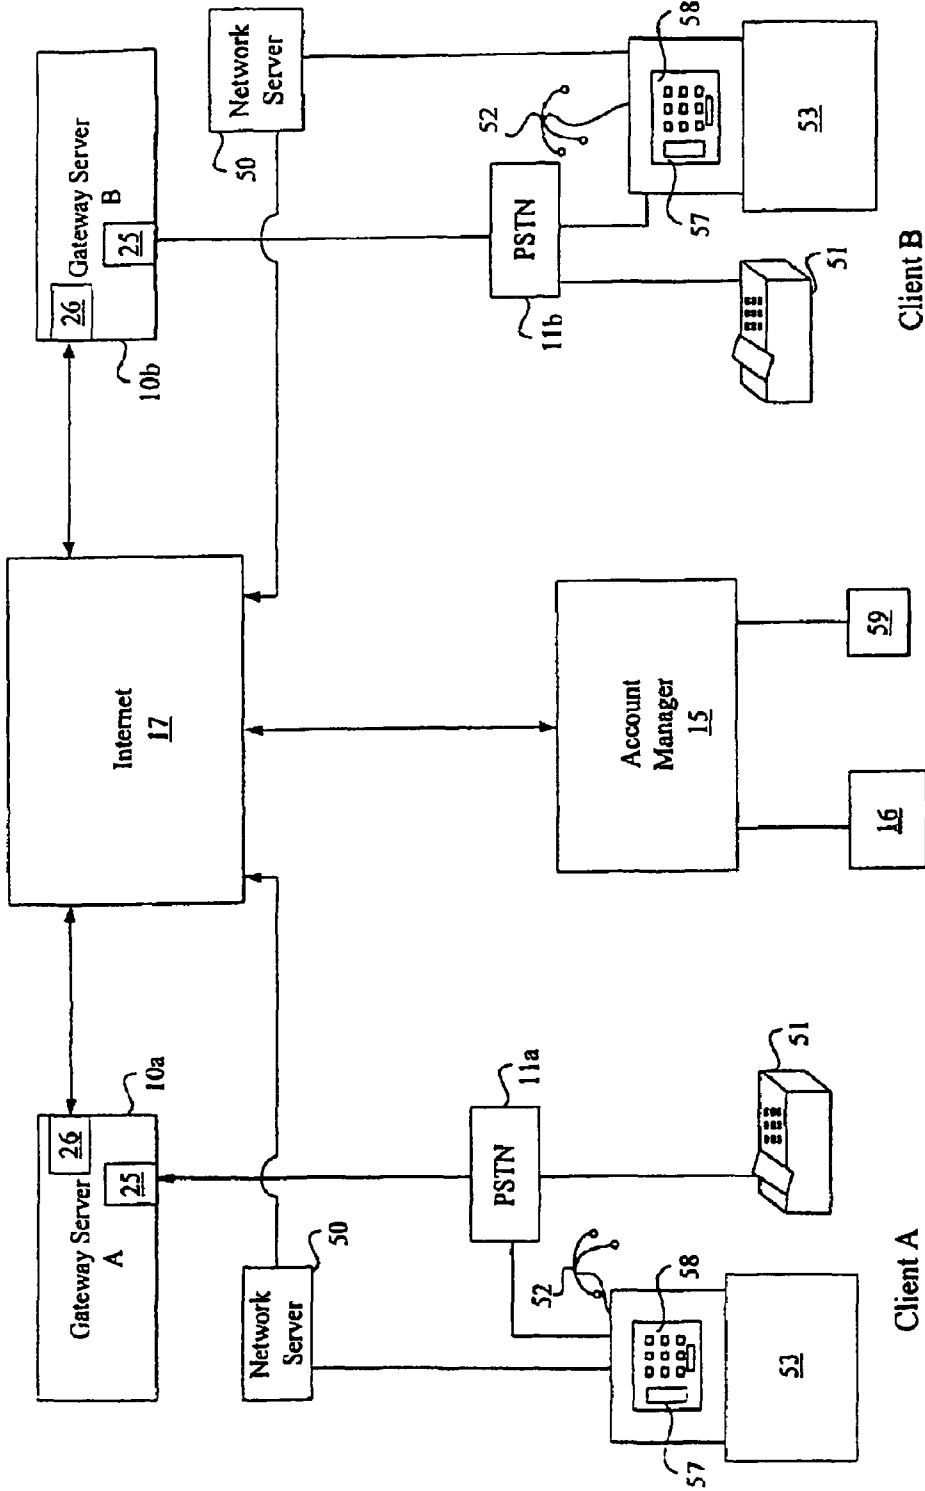 Gateway Server
A
26
25
10a
Internet
17
26
Gateway Server
B
25
10b
Network
Server
50
Network
Server
50
PSTN
11a
PSTN
11b
52
58
57
53
51
Account
Manager
15
16
59
52
58
57
53
51
Client A
Client B